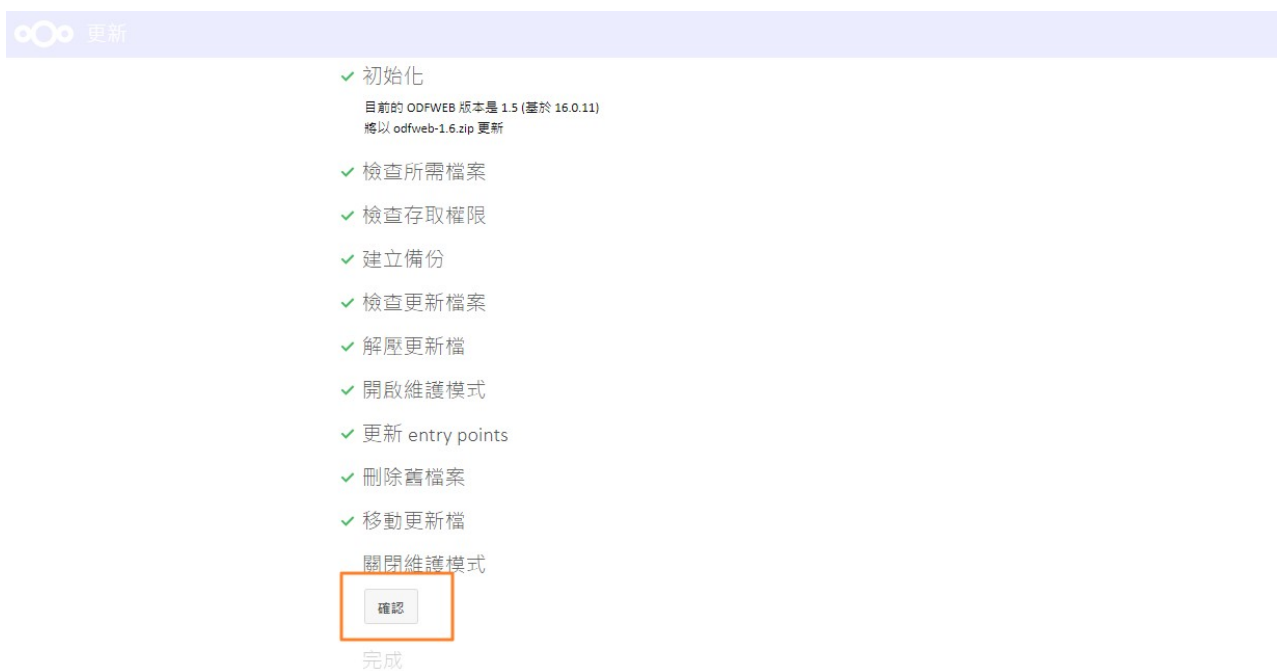 更新
初始化
目前的 ODFWEB 版本是 1.5 (基於 16.0.11)
將以 odfweb-1.6.zip 更新
檢查所需檔案
檢查存取權限
建立備份
檢查更新檔案
解壓更新檔
開啟維護模式
更新 entry points
刪除舊檔案
移動更新檔
關閉維護模式
確認
完成